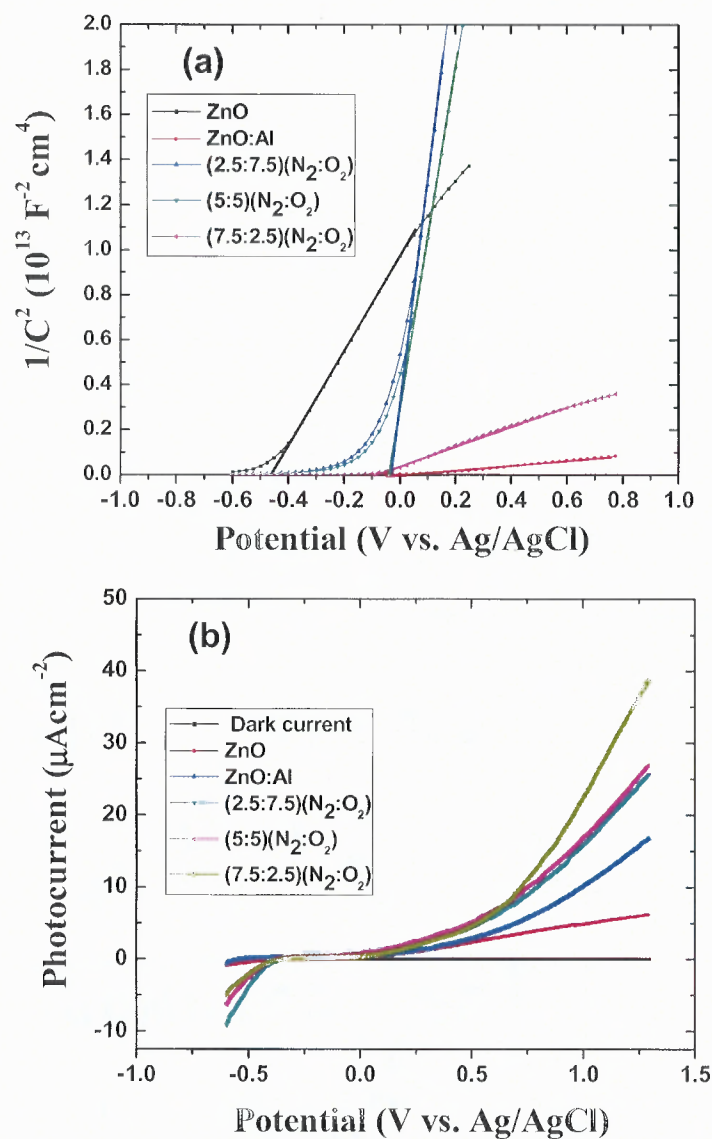 (a)
ZnO
ZnO:Al
(2.5:7.5)(N₂:O₂)
(5:5)(N₂:O₂)
(7.5:2.5)(N₂:O₂)
2.0
1.8
1.6
1.4
1.2
1.0
0.8
0.6
0.4
0.2
0.0
1/C² (10¹³ F⁻² cm⁴)
-1.0 -0.8 -0.6 -0.4 -0.2 0.0 0.2 0.4 0.6 0.8 1.0
Potential (V vs. Ag/AgCl)
(b)
Dark current
ZnO
ZnO:Al
(2.5:7.5)(N₂:O₂)
(5:5)(N₂:O₂)
(7.5:2.5)(N₂:O₂)
50
40
30
20
10
0
-10
Photocurrent (µAcm⁻²)
-1.0 -0.5 0.0 0.5 1.0 1.5
Potential (V vs. Ag/AgCl)